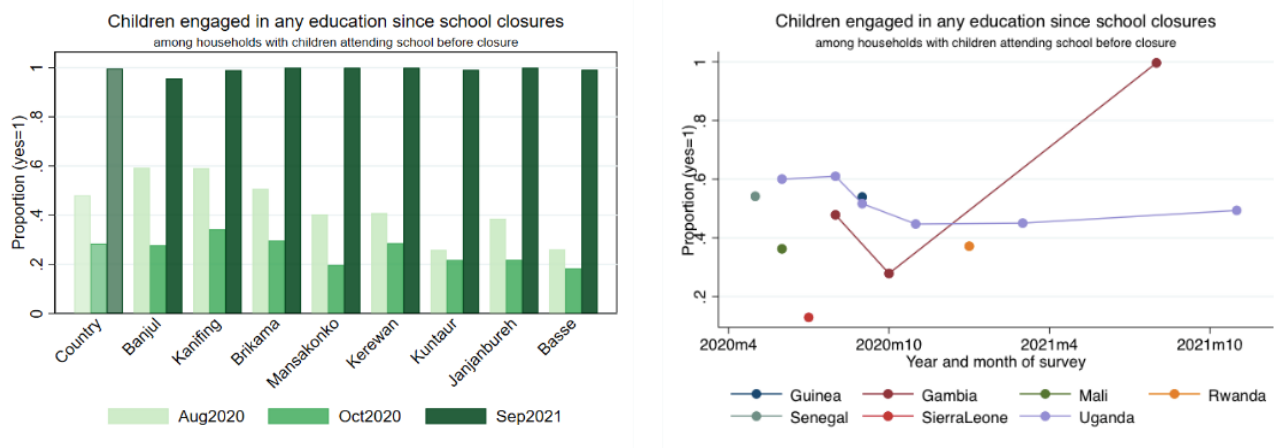 Children engaged in any education since school closures
among households with children attending school before closure
Proportion (yes=1)
1
.8
.6
.4
.2
0
Country
Banjul
Kanifing
Brikama
Mansakonko
Kerewan
Kuntaur
Janjanbureh
Basse
Aug2020 Oct2020 Sep2021
Children engaged in any education since school closures
among households with children attending school before closure
Proportion (yes=1)
1
.8
.6
.4
.2
2020m4 2020m10 2021m4 2021m10
Year and month of survey
Guinea Gambia Mali Rwanda
Senegal SierraLeone Uganda